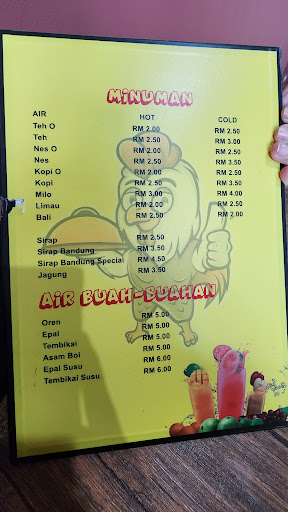 MINUMAN
AIR HOT COLD
Teh O RM 2.00 RM 2.50
Teh RM 2.50 RM 3.00
Nes O RM 2.00 RM 2.50
Nes RM 2.50 RM 3.50
Kopi O RM 2.00 RM 2.50
Kopi RM 2.50 RM 3.50
Milo RM 3.00 RM 4.00
Limau RM 2.00 RM 2.50
Bali RM 2.50 RM 2.00
Sirap RM 2.50
Sirap Bandung RM 3.50
Sirap Bandung Special RM 4.50
Jagung RM 3.50
AIR BUAH-BUAHAN
Oren RM 5.00
Epal RM 5.00
Tembikai RM 5.00
Asam Boi RM 5.00
Epal Susu RM 6.00
Tembikai Susu RM 6.00